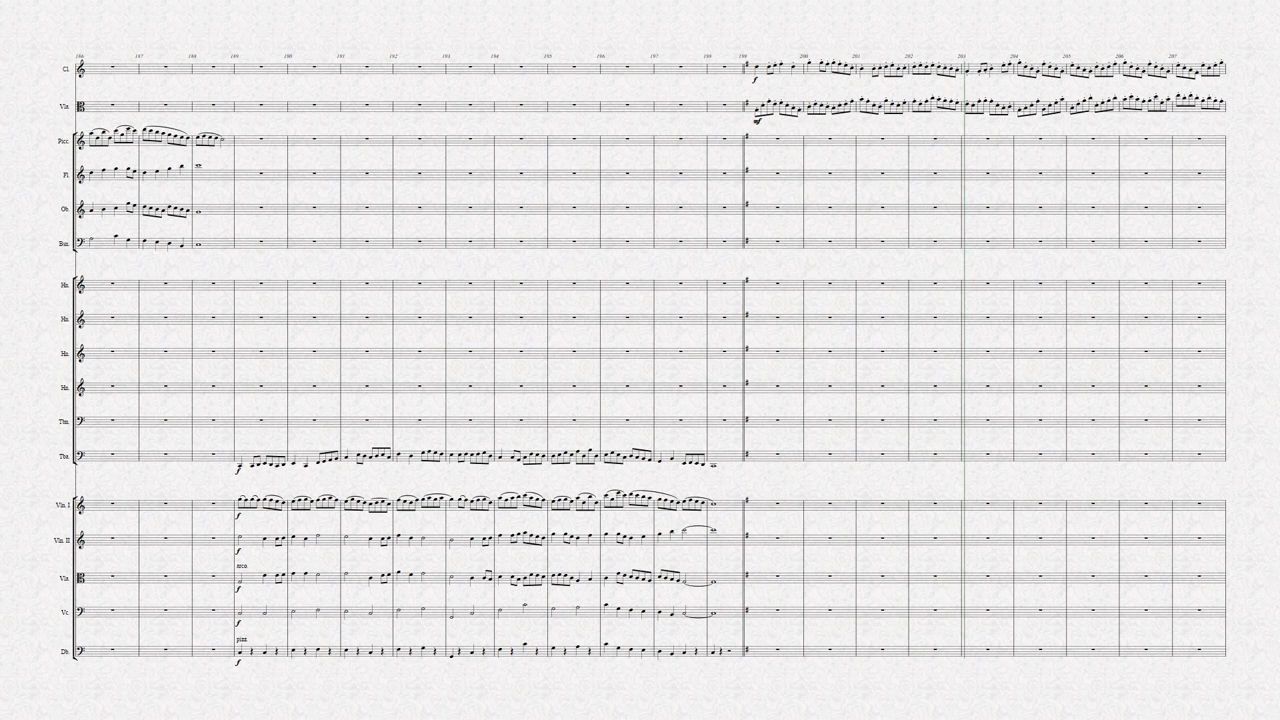 186 187 188 189 190 191 192 193 194 195 196 197 198 199 200 201 202 203 204 205 206 207
Cl.
f
Vla.
mf
Picc.
Fl.
Ob.
Bsn.
Hn.
Hn.
Hn.
Hn.
Tbn.
Tba.
f
Vln. I
f
Vln. II
f
arco.
Vla.
f
Vc.
f
pizz.
Db.
f